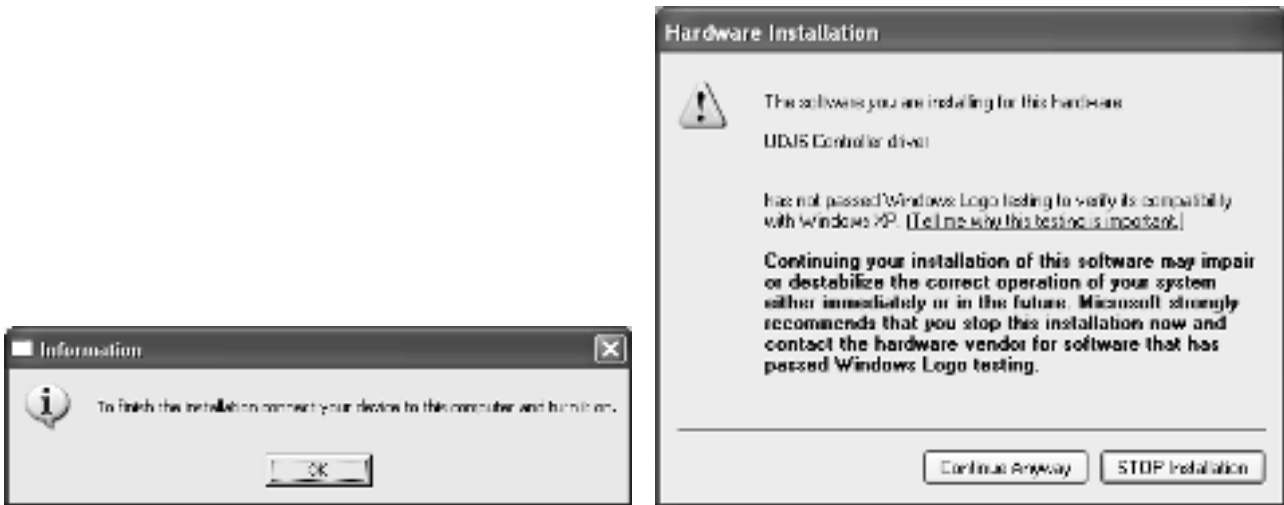 Information
To finish the installation connect your device to this computer and turn it on.
OK
Hardware Installation
The software you are installing for this hardware
Controller driver
has not passed Windows Logo testing to verify its compatibility
with Windows XP. (Tell me why this testing is important.)
Continuing your installation of this software may impair
or destabilize the correct operation of your system
either immediately or in the future. Microsoft strongly
recommends that you stop this installation now and
contact the hardware vendor for software that has
passed Windows Logo testing.
Continue Anyway
STOP Installation